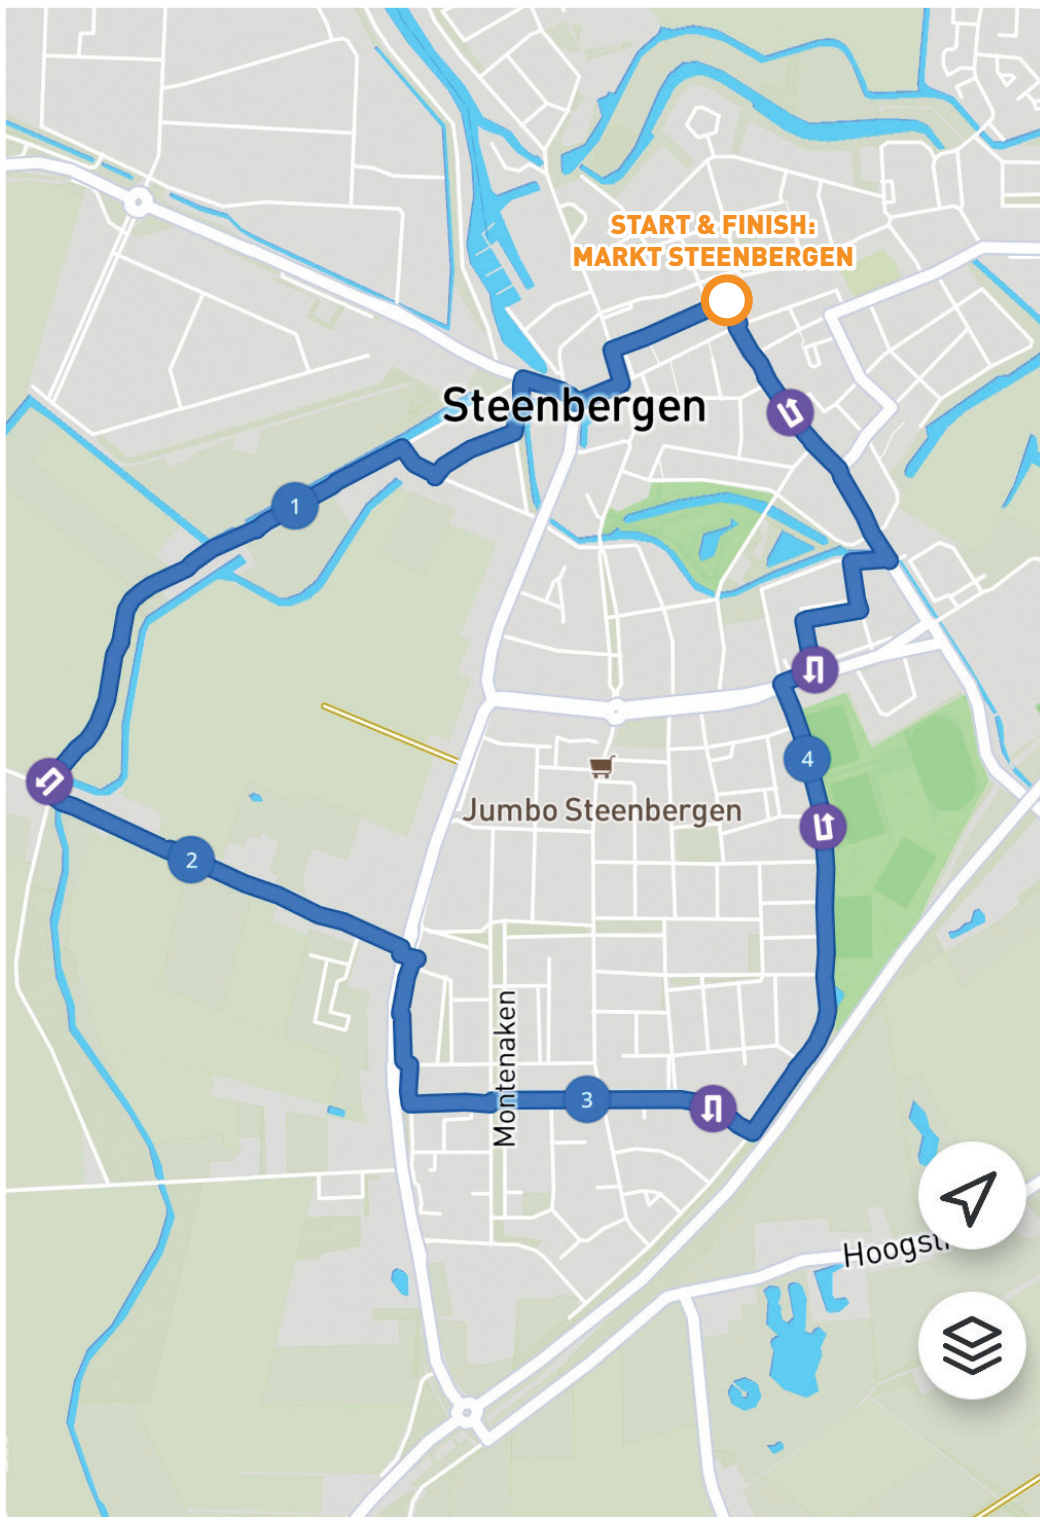 START & FINISH:
MARKT STEENBERGEN
Steenbergen
1
4
Jumbo Steenbergen
2
Montenaken
3